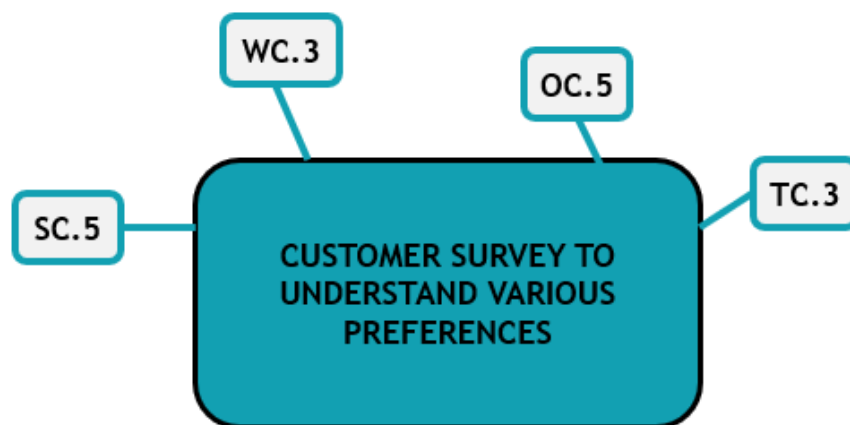 WC.3
OC.5
TC.3
SC.5
CUSTOMER SURVEY TO
UNDERSTAND VARIOUS
PREFERENCES